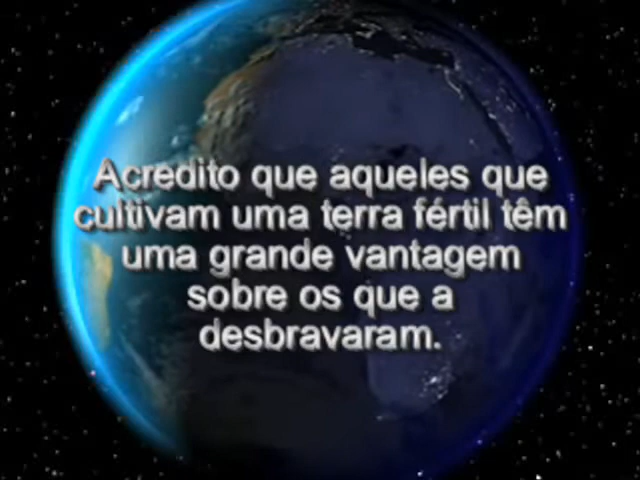 Acredito que aqueles que
cultivam uma terra fértil têm
uma grande vantagem
sobre os que a
desbravaram.